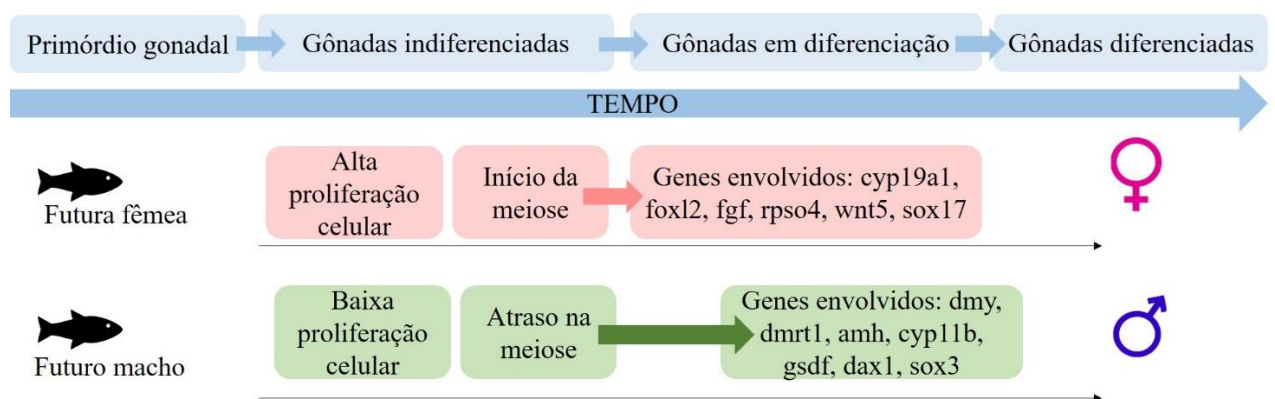 Primórdio gonadal
Gônadas indiferenciadas
Gônadas em diferenciação
Gônadas diferenciadas
TEMPO
Futura fêmea
Alta
proliferação
celular
Início da
meiose
Genes envolvidos: cyp19a1,
foxl2, fgf, rpso4, wnt5, sox17
Futuro macho
Baixa
proliferação
celular
Atraso na
meiose
Genes envolvidos: dmy,
dmrt1, amh, cyp11b,
gsdf, dax1, sox3